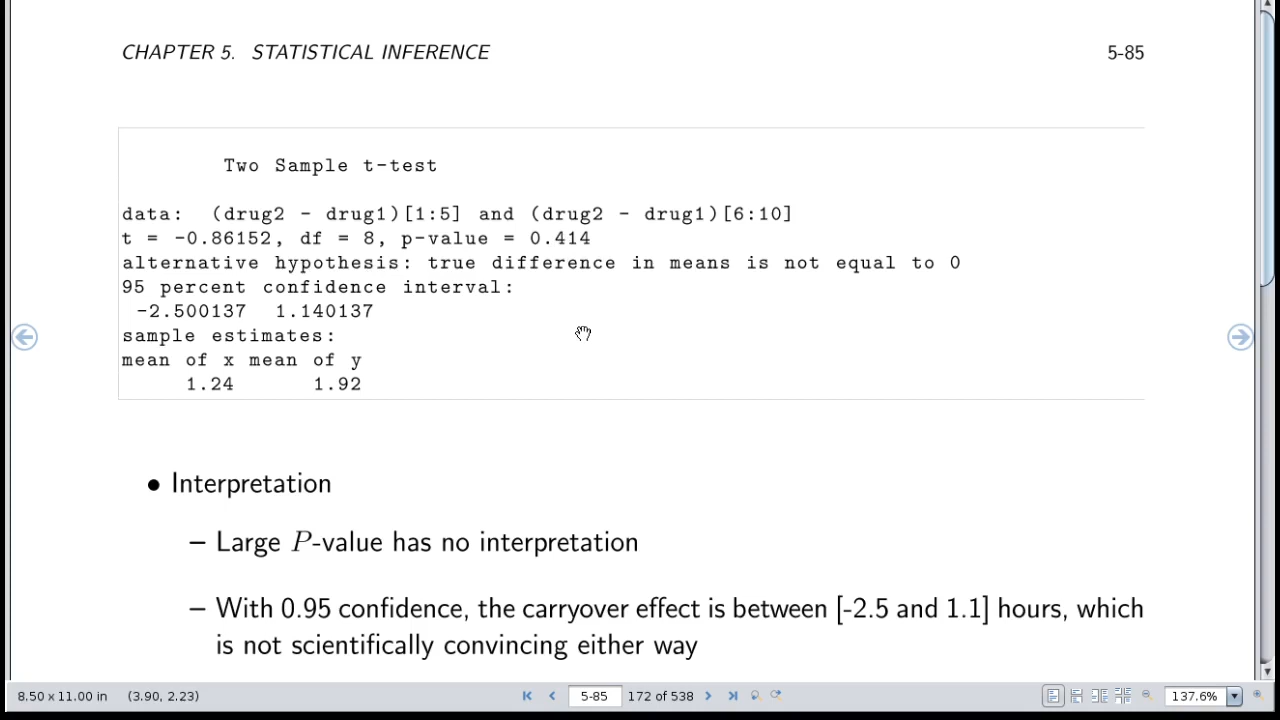 CHAPTER 5. STATISTICAL INFERENCE 5-85
Two Sample t-test
data: (drug2 - drug1)[1:5] and (drug2 - drug1)[6:10]
t = -0.86152, df = 8, p-value = 0.414
alternative hypothesis: true difference in means is not equal to 0
95 percent confidence interval:
-2.500137 1.140137
sample estimates:
mean of x mean of y
1.24 1.92
• Interpretation
– Large P-value has no interpretation
– With 0.95 confidence, the carryover effect is between [-2.5 and 1.1] hours, which
is not scientifically convincing either way
8.50 x 11.00 in (3.90, 2.23) 5-85 172 of 538 137.6%